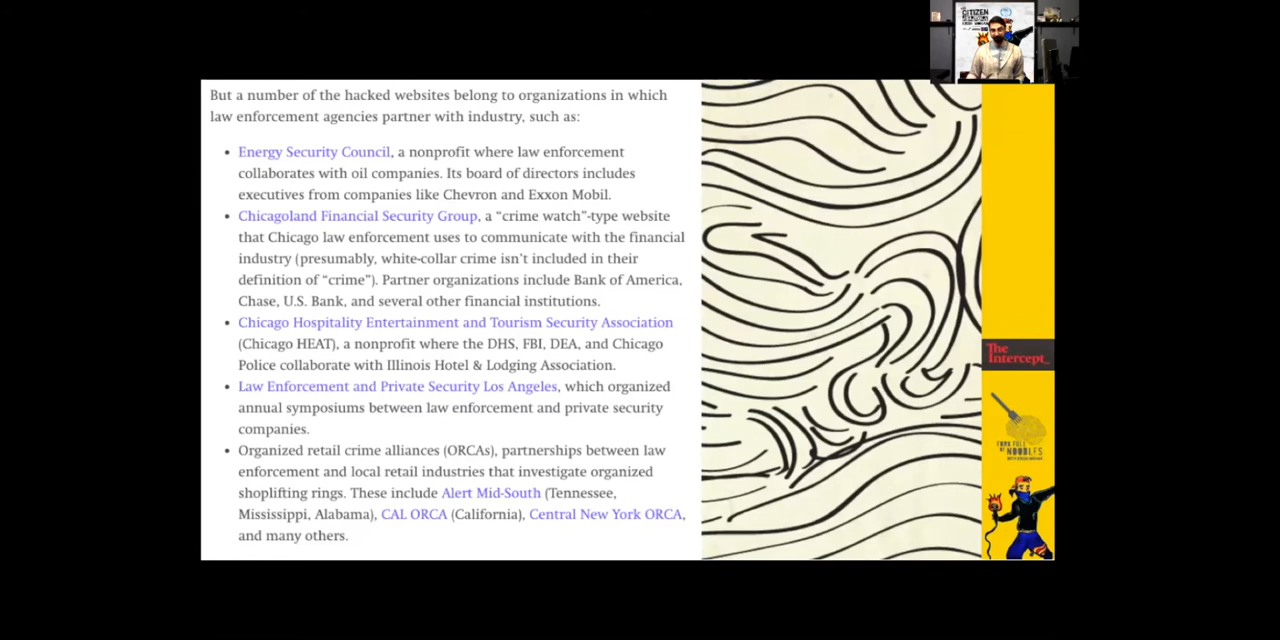 THE
CITIZEN
REVOLUTION
But a number of the hacked websites belong to organizations in which
law enforcement agencies partner with industry, such as:
• Energy Security Council, a nonprofit where law enforcement
collaborates with oil companies. Its board of directors includes
executives from companies like Chevron and Exxon Mobil.
• Chicagoland Financial Security Group, a “crime watch”-type website
that Chicago law enforcement uses to communicate with the financial
industry (presumably, white-collar crime isn’t included in their
definition of “crime”). Partner organizations include Bank of America,
Chase, U.S. Bank, and several other financial institutions.
• Chicago Hospitality Entertainment and Tourism Security Association
(Chicago HEAT), a nonprofit where the DHS, FBI, DEA, and Chicago
Police collaborate with Illinois Hotel & Lodging Association.
• Law Enforcement and Private Security Los Angeles, which organized
annual symposiums between law enforcement and private security
companies.
• Organized retail crime alliances (ORCAs), partnerships between law
enforcement and local retail industries that investigate organized
shoplifting rings. These include Alert Mid-South (Tennessee,
Mississippi, Alabama), CAL ORCA (California), Central New York ORCA,
and many others.
The
Intercept_
FORK FULL
OF NOODLES